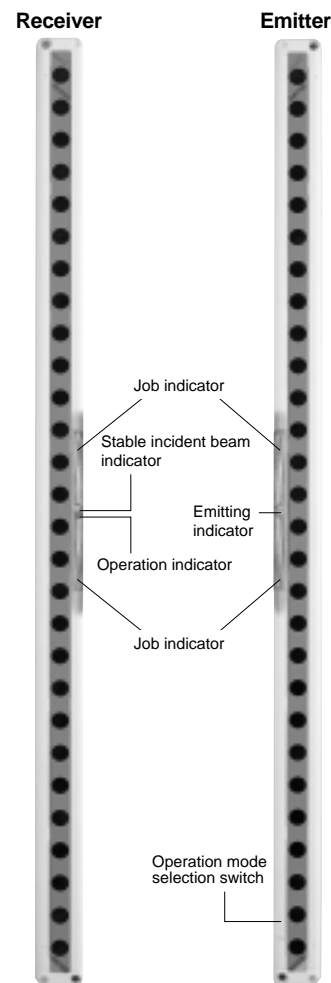 Receiver
Emitter
Job indicator
Stable incident beam
indicator
Emitting
indicator
Operation indicator
Job indicator
Operation mode
selection switch